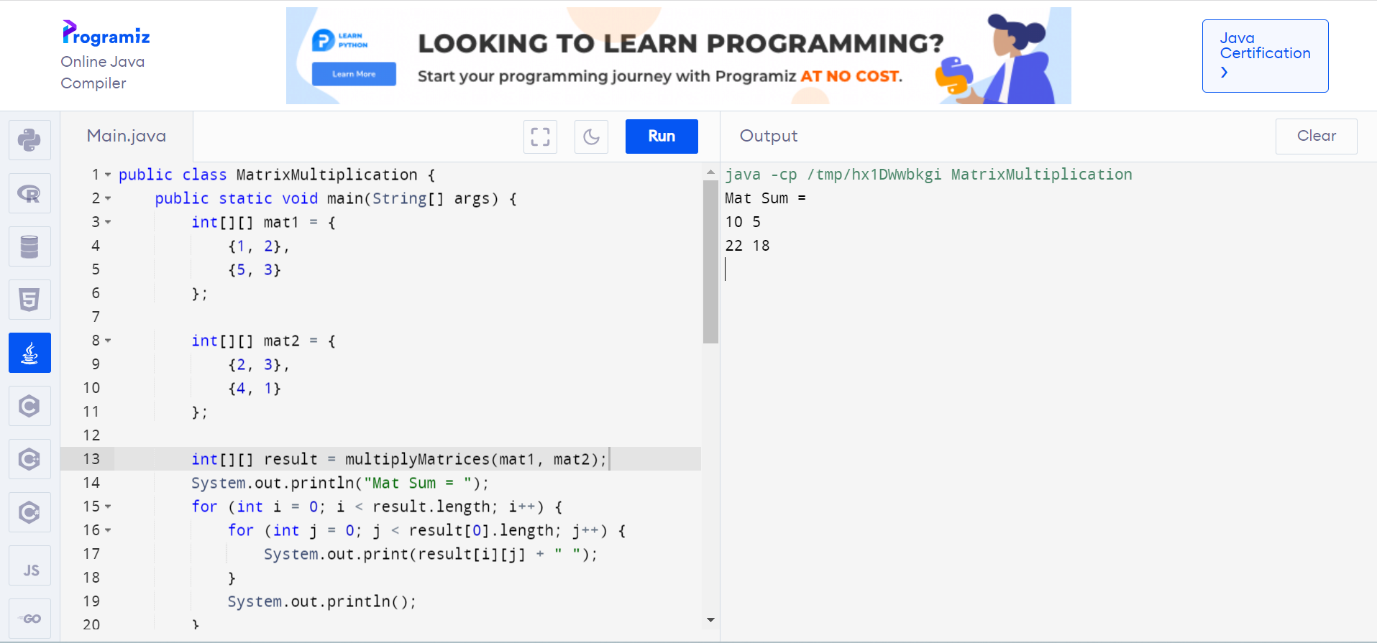 Programiz
Online Java
Compiler
LEARN
PYTHON
Learn More
LOOKING TO LEARN PROGRAMMING?
Start your programming journey with Programiz AT NO COST.
Java
Certification
Main.java
Run
Output
Clear
1 public class MatrixMultiplication {
2     public static void main(String[] args) {
3         int[][] mat1 = {
4             {1, 2},
5             {5, 3}
6         };
7
8         int[][] mat2 = {
9             {2, 3},
10             {4, 1}
11         };
12
13         int[][] result = multiplyMatrices(mat1, mat2);
14         System.out.println("Mat Sum = ");
15         for (int i = 0; i < result.length; i++) {
16             for (int j = 0; j < result[0].length; j++) {
17                 System.out.print(result[i][j] + " ");
18             }
19             System.out.println();
20         }
java -cp /tmp/hx1DWwbkgi MatrixMultiplication
Mat Sum =
10 5
22 18
R
5
C
C
C
JS
GO